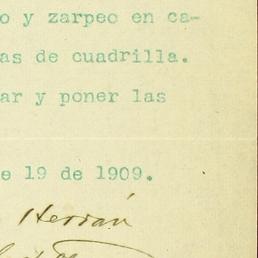 o y zarpeo en ca-
as de cuadrilla.
ar y poner las
e 19 de 1909.
Herrán